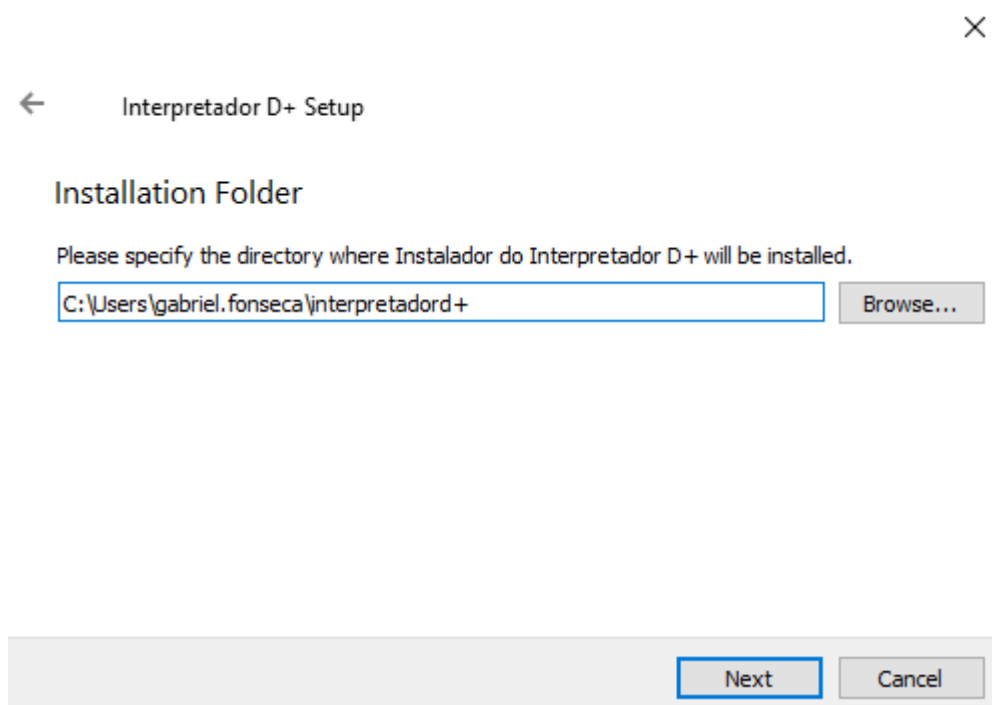 Interpretador D+ Setup
Installation Folder
Please specify the directory where Instalador do Interpretador D+ will be installed.
C:\Users\gabriel.fonseca\interpretadord+
Browse...
Next
Cancel